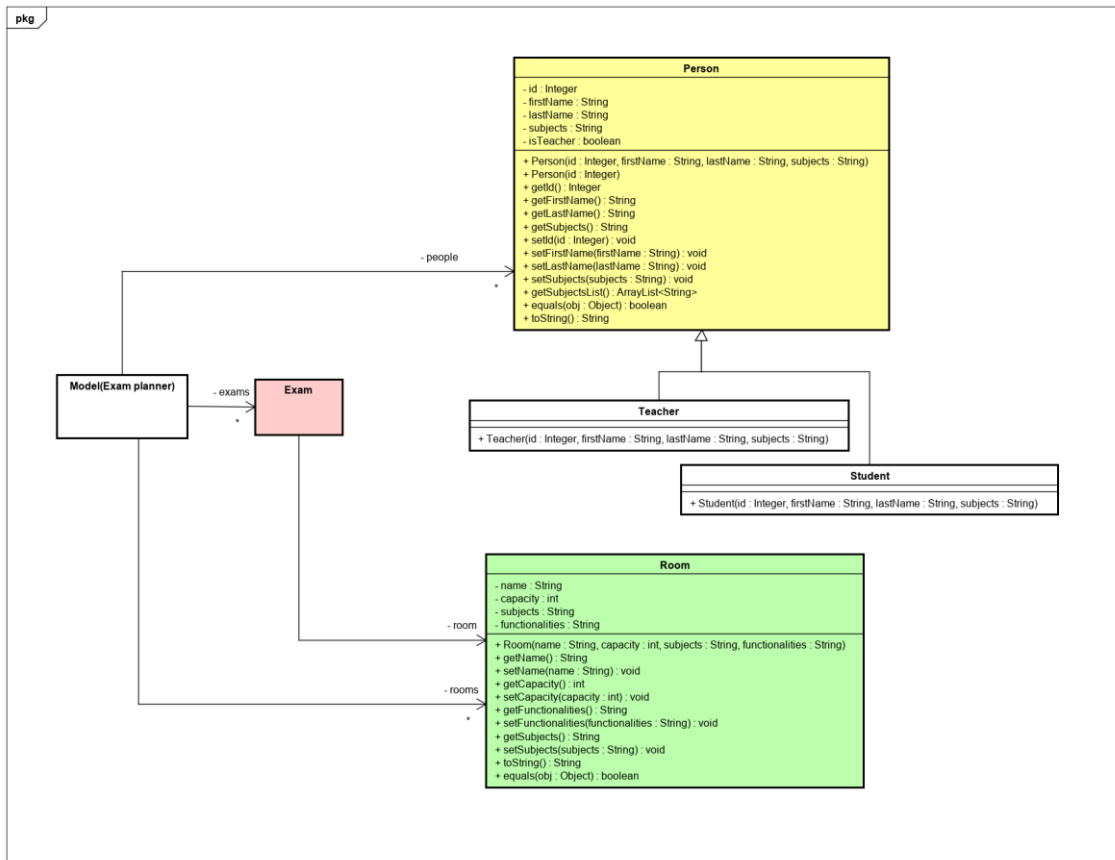 pkg
Person
- id : Integer
- firstName : String
- lastName : String
- subjects : String
- isTeacher : boolean
+ Person(id : Integer, firstName : String, lastName : String, subjects : String)
+ Person(id : Integer)
+ getId() : Integer
+ getFirstName() : String
+ getLastName() : String
+ getSubjects() : String
+ setId(id : Integer) : void
+ setFirstName(firstName : String) : void
+ setLastName(lastName : String) : void
+ setSubjects(subjects : String) : void
+ getSubjectsList() : ArrayList<String>
+ equals(obj : Object) : boolean
+ toString() : String
- people
*
Model(Exam planner)
- exams
*
Exam
Teacher
+ Teacher(id : Integer, firstName : String, lastName : String, subjects : String)
Student
+ Student(id : Integer, firstName : String, lastName : String, subjects : String)
Room
- name : String
- capacity : int
- subjects : String
- functionalities : String
+ Room(name : String, capacity : int, subjects : String, functionalities : String)
+ getName() : String
+ setName(name : String) : void
+ getCapacity() : int
+ setCapacity(capacity : int) : void
+ getFunctionalities() : String
+ setFunctionalities(functionalities : String) : void
+ getSubjects() : String
+ setSubjects(subjects : String) : void
+ toString() : String
+ equals(obj : Object) : boolean
- room
- rooms
*